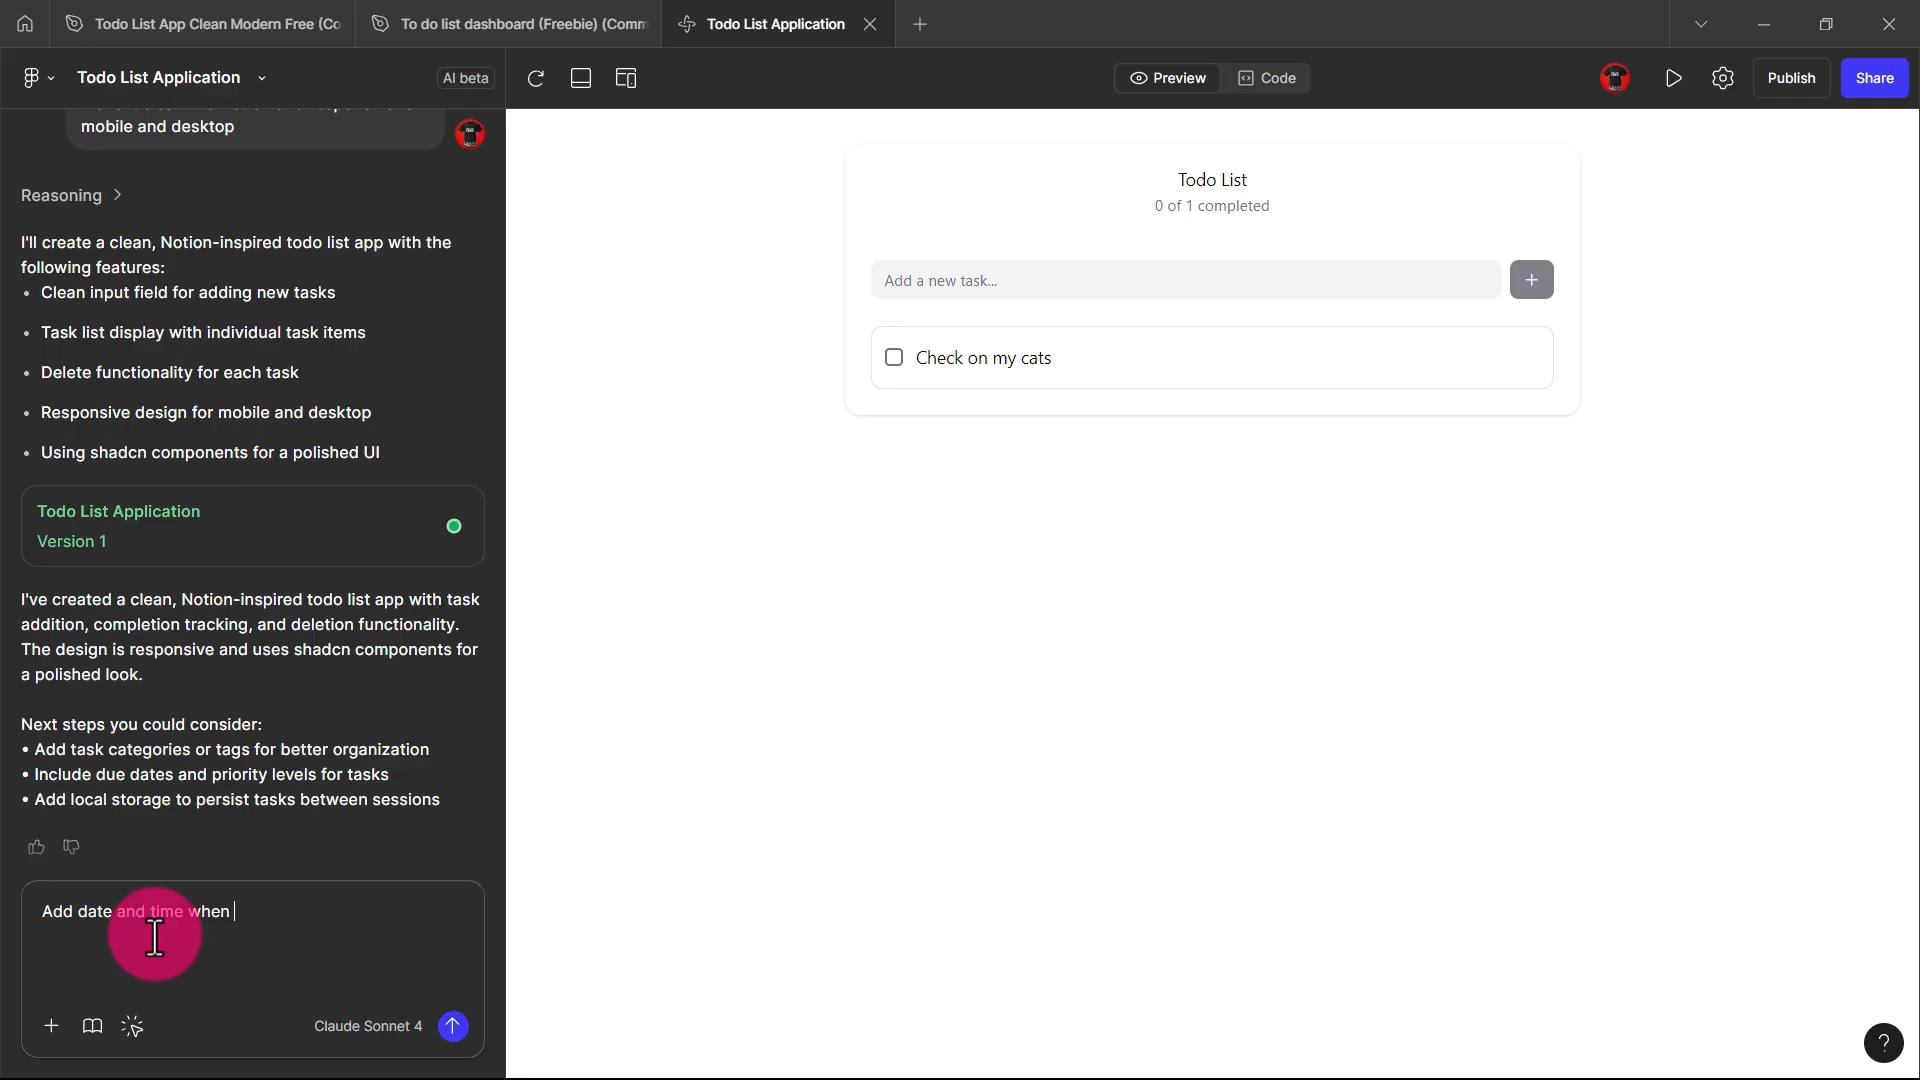 Todo List App Clean Modern Free (Co
To do list dashboard (Freebie) (Comm
Todo List Application
Todo List Application
AI beta
Preview
Code
Publish
Share
mobile and desktop
Reasoning
I'll create a clean, Notion-inspired todo list app with the
following features:
• Clean input field for adding new tasks
• Task list display with individual task items
• Delete functionality for each task
• Responsive design for mobile and desktop
• Using shadcn components for a polished UI
Todo List Application
Version 1
I've created a clean, Notion-inspired todo list app with task
addition, completion tracking, and deletion functionality.
The design is responsive and uses shadcn components for
a polished look.
Next steps you could consider:
• Add task categories or tags for better organization
• Include due dates and priority levels for tasks
• Add local storage to persist tasks between sessions
Add date and time when
Claude Sonnet 4
Todo List
0 of 1 completed
Add a new task...
+
Check on my cats
?